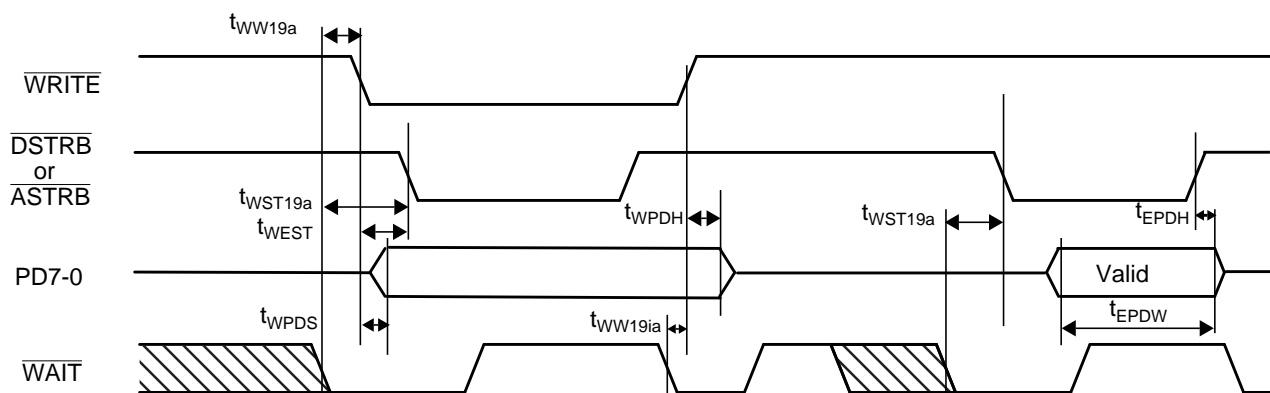 tWW19a
WRITE
DSTRB
or
ASTRB
tWST19a
tWPDH
tWST19a
tEPDH
tWEST
PD7-0
Valid
tWPDS
tWW19ia
tEPDW
WAIT